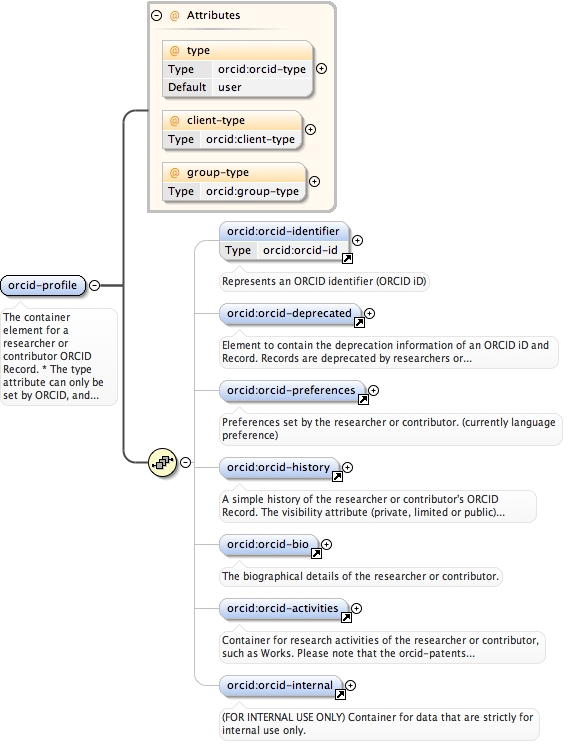 Attributes
@ type
Type orcid:orcid-type
Default user
@ client-type
Type orcid:client-type
@ group-type
Type orcid:group-type
orcid-profile
The container
element for a
researcher or
contributor ORCID
Record. * The type
attribute can only be
set by ORCID, and...
orcid:orcid-identifier
Type orcid:orcid-id
Represents an ORCID identifier (ORCID iD)
orcid:orcid-deprecated
Element to contain the deprecation information of an ORCID iD and
Record. Records are deprecated by researchers or...
orcid:orcid-preferences
Preferences set by the researcher or contributor. (currently language
preference)
orcid:orcid-history
A simple history of the researcher or contributor's ORCID
Record. The visibility attribute (private, limited or public)...
orcid:orcid-bio
The biographical details of the researcher or contributor.
orcid:orcid-activities
Container for research activities of the researcher or contributor,
such as Works. Please note that the orcid-patents...
orcid:orcid-internal
(FOR INTERNAL USE ONLY) Container for data that are strictly for
internal use only.